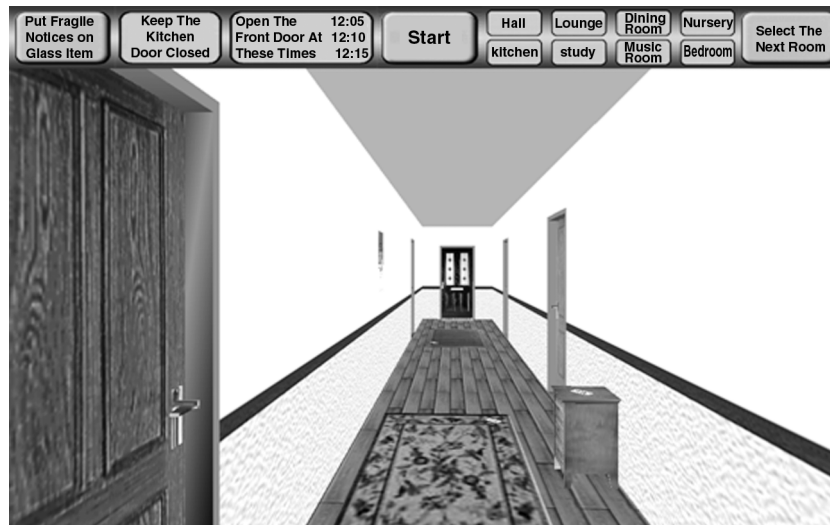 Put Fragile
Notices on
Glass Item
Keep The
Kitchen
Door Closed
Open The 12:05
Front Door At 12:10
These Times 12:15
Start
Hall
Lounge
Dining
Room
Nursery
kitchen
study
Music
Room
Bedroom
Select The
Next Room